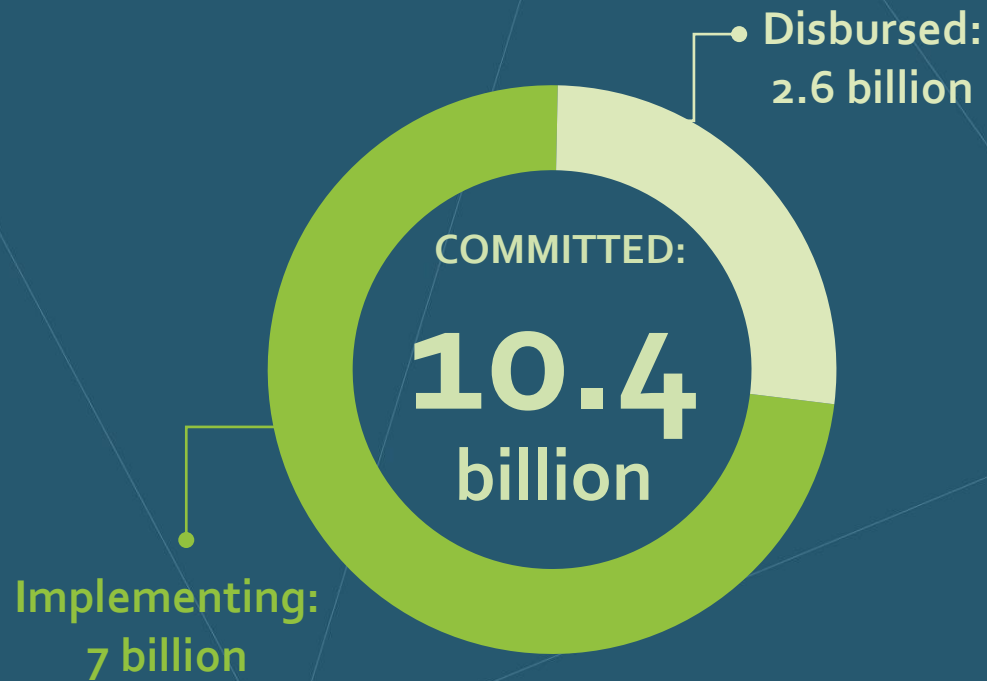 Disbursed:
2.6 billion
COMMITTED:
10.4
billion
Implementing:
7 billion